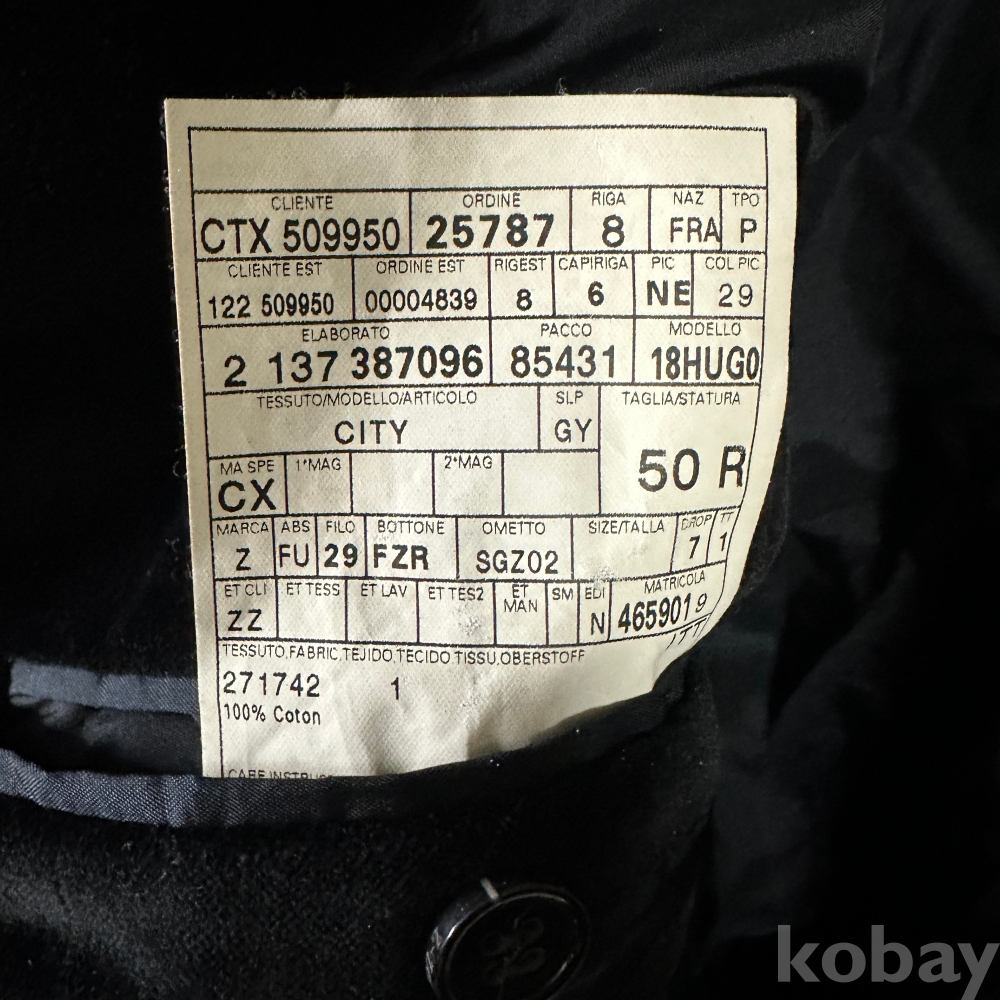 CLIENTE ORDINE RIGA NAZ TPO
CTX 509950 25787 8 FRA P
CLIENTE EST ORDINE EST RIGEST CAPIRIGA PIC COL PIC
122 509950 00004839 8 6 NE 29
ELABORATO PACCO MODELLO
2 137 387096 85431 18HUGO
TESSUTO/MODELLO/ARTICOLO SLP TAGLIA/STATURA
CITY GY 50 R
MA SPE 1°MAG 2°MAG
CX
MARCA ABS FILO BOTTONE OMETTO SIZE/TALLA DROP TT
Z FU 29 FZR SGZ02 7 1
ET CLI ET TESS ET LAV ET TES2 ET MAN SM EDI MATRICOLA
ZZ N 4659019
TESSUTO,FABRIC,TEJIDO,TECIDO,TISSU,OBERSTOFF
271742 1
100% Coton
kobay